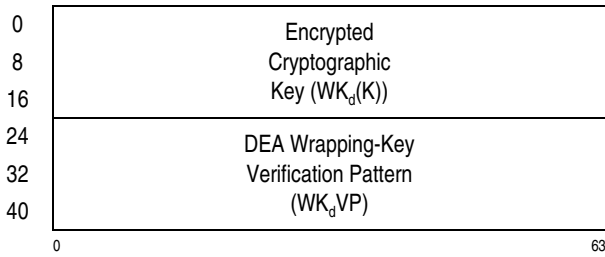 0
Encrypted
8
Cryptographic
16
Key (WKd(K))
24
DEA Wrapping-Key
32
Verification Pattern
40
(WKdVP)
0 63